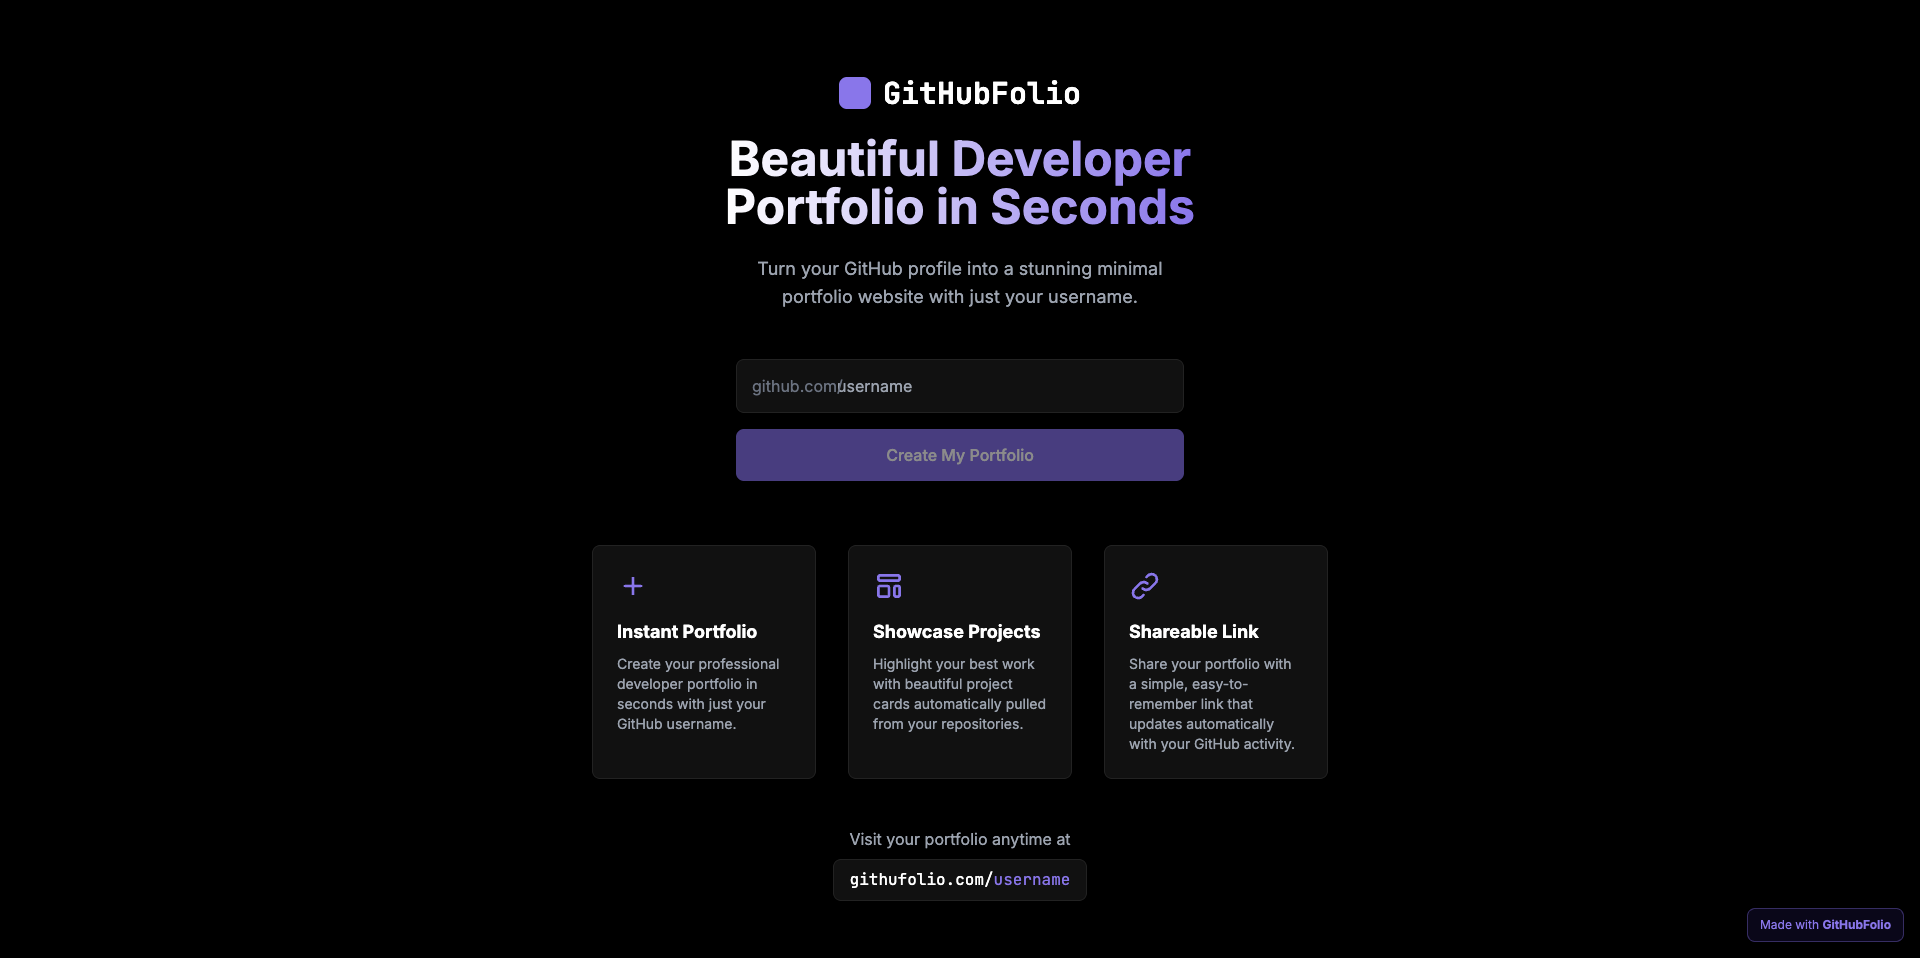 GitHubFolio
Beautiful Developer
Portfolio in Seconds
Turn your GitHub profile into a stunning minimal
portfolio website with just your username.
github.com/username
Create My Portfolio
Instant Portfolio
Create your professional
developer portfolio in
seconds with just your
GitHub username.
Showcase Projects
Highlight your best work
with beautiful project
cards automatically pulled
from your repositories.
Shareable Link
Share your portfolio with
a simple, easy-to-
remember link that
updates automatically
with your GitHub activity.
Visit your portfolio anytime at
githufolio.com/username
Made with GitHubFolio